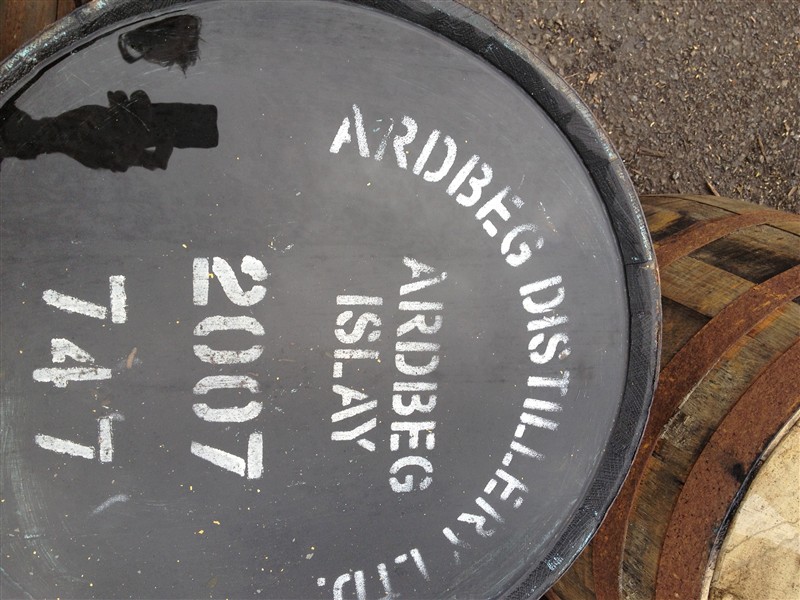 ARDBEG DISTILLERY LTD.
ARDBEG
ISLAY
2007
747